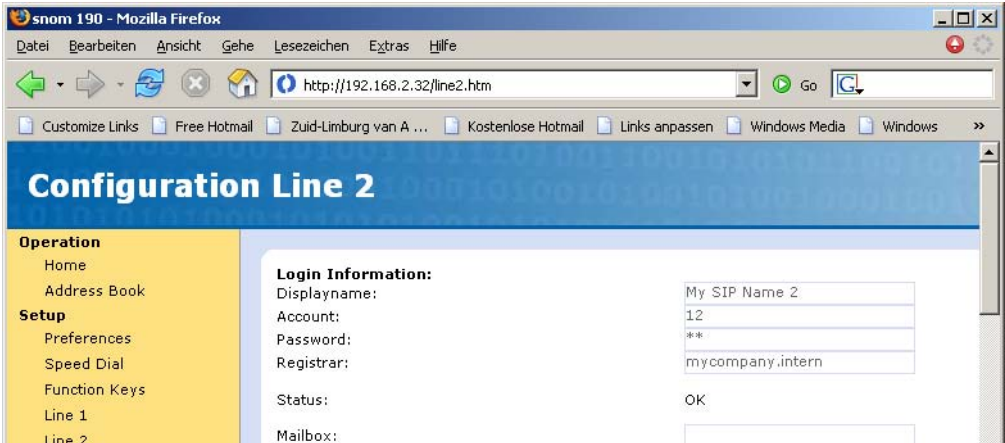 snom 190 - Mozilla Firefox
Datei Bearbeiten Ansicht Gehe Lesezeichen Extras Hilfe
http://192.168.2.32/line2.htm Go G
Customize Links Free Hotmail Zuid-Limburg van A ... Kostenlose Hotmail Links anpassen Windows Media Windows »
Configuration Line 2
Operation
Home
Address Book
Setup
Preferences
Speed Dial
Function Keys
Line 1
Line 2
Login Information:
Displayname: My SIP Name 2
Account: 12
Password: **
Registrar: mycompany.intern
Status: OK
Mailbox: